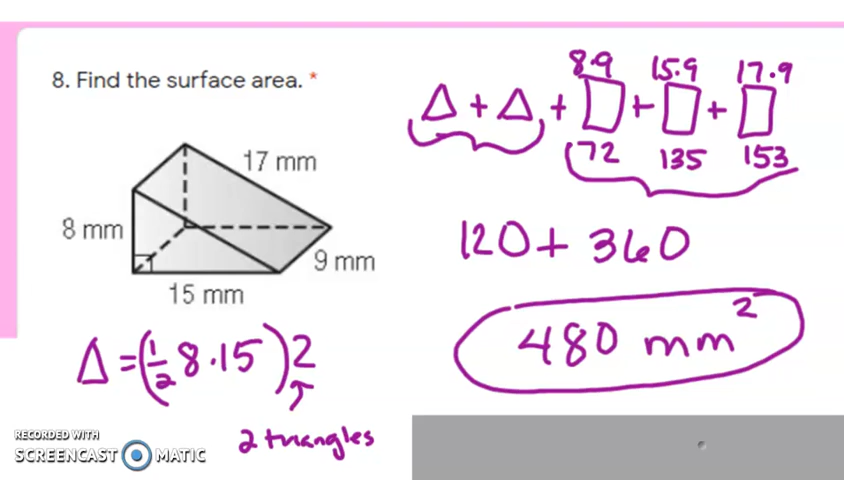 8. Find the surface area. *
17 mm
8 mm
9 mm
15 mm
8.9 15.9 17.9
Δ + Δ + ▯ + ▯ + ▯
72 135 153
120 + 360
480 mm²
Δ = (1/2 8·15) 2
2 triangles
RECORDED WITH
SCREENCAST MATIC